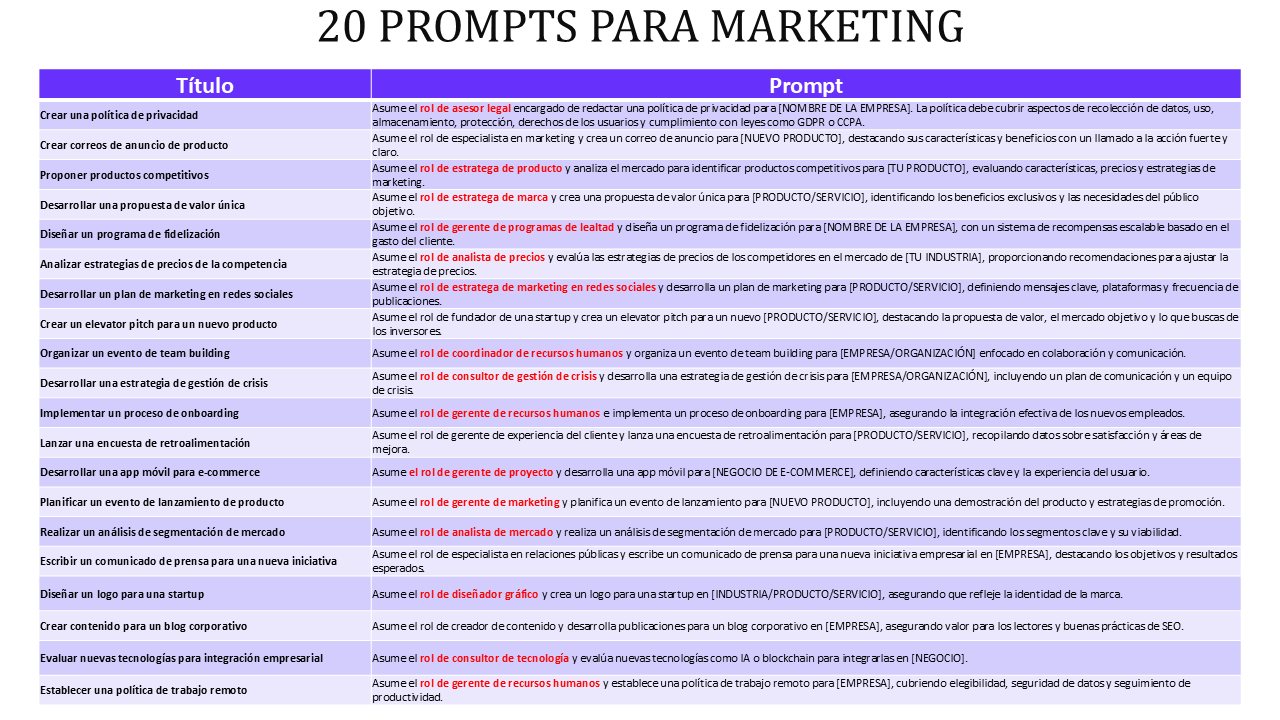 20 PROMPTS PARA MARKETING
Título
Prompt
Crear una política de privacidad
Asume el rol de asesor legal encargado de redactar una política de privacidad para [NOMBRE DE LA EMPRESA]. La política debe cubrir aspectos de recolección de datos, uso,
almacenamiento, protección, derechos de los usuarios y cumplimiento con leyes como GDPR o CCPA.
Crear correos de anuncio de producto
Asume el rol de especialista en marketing y crea un correo de anuncio para [NUEVO PRODUCTO], destacando sus características y beneficios con un llamado a la acción fuerte y
claro.
Proponer productos competitivos
Asume el rol de estratega de producto y analiza el mercado para identificar productos competitivos para [TU PRODUCTO], evaluando características, precios y estrategias de
marketing.
Desarrollar una propuesta de valor única
Asume el rol de estratega de marca y crea una propuesta de valor única para [PRODUCTO/SERVICIO], identificando los beneficios exclusivos y las necesidades del público
objetivo.
Diseñar un programa de fidelización
Asume el rol de gerente de programas de lealtad y diseña un programa de fidelización para [NOMBRE DE LA EMPRESA], con un sistema de recompensas escalable basado en el
gasto del cliente.
Analizar estrategias de precios de la competencia
Asume el rol de analista de precios y evalúa las estrategias de precios de los competidores en el mercado de [TU INDUSTRIA], proporcionando recomendaciones para ajustar la
estrategia de precios.
Desarrollar un plan de marketing en redes sociales
Asume el rol de estratega de marketing en redes sociales y desarrolla un plan de marketing para [PRODUCTO/SERVICIO], definiendo mensajes clave, plataformas y frecuencia de
publicaciones.
Crear un elevator pitch para un nuevo producto
Asume el rol de fundador de una startup y crea un elevator pitch para un nuevo [PRODUCTO/SERVICIO], destacando la propuesta de valor, el mercado objetivo y lo que buscas de
los inversores.
Organizar un evento de team building
Asume el rol de coordinador de recursos humanos y organiza un evento de team building para [EMPRESA/ORGANIZACIÓN] enfocado en colaboración y comunicación.
Desarrollar una estrategia de gestión de crisis
Asume el rol de consultor de gestión de crisis y desarrolla una estrategia de gestión de crisis para [EMPRESA/ORGANIZACIÓN], incluyendo un plan de comunicación y un equipo
de crisis.
Implementar un proceso de onboarding
Asume el rol de gerente de recursos humanos e implementa un proceso de onboarding para [EMPRESA], asegurando la integración efectiva de los nuevos empleados.
Lanzar una encuesta de retroalimentación
Asume el rol de gerente de experiencia del cliente y lanza una encuesta de retroalimentación para [PRODUCTO/SERVICIO], recopilando datos sobre satisfacción y áreas de
mejora.
Desarrollar una app móvil para e-commerce
Asume el rol de gerente de proyecto y desarrolla una app móvil para [NEGOCIO DE E-COMMERCE], definiendo características clave y la experiencia del usuario.
Planificar un evento de lanzamiento de producto
Asume el rol de gerente de marketing y planifica un evento de lanzamiento para [NUEVO PRODUCTO], incluyendo una demostración del producto y estrategias de promoción.
Realizar un análisis de segmentación de mercado
Asume el rol de analista de mercado y realiza un análisis de segmentación de mercado para [PRODUCTO/SERVICIO], identificando los segmentos clave y su viabilidad.
Escribir un comunicado de prensa para una nueva iniciativa
Asume el rol de especialista en relaciones públicas y escribe un comunicado de prensa para una nueva iniciativa empresarial en [EMPRESA], destacando los objetivos y resultados
esperados.
Diseñar un logo para una startup
Asume el rol de diseñador gráfico y crea un logo para una startup en [INDUSTRIA/PRODUCTO/SERVICIO], asegurando que refleje la identidad de la marca.
Crear contenido para un blog corporativo
Asume el rol de creador de contenido y desarrolla publicaciones para un blog corporativo en [EMPRESA], asegurando valor para los lectores y buenas prácticas de SEO.
Evaluar nuevas tecnologías para integración empresarial
Asume el rol de consultor de tecnología y evalúa nuevas tecnologías como IA o blockchain para integrarlas en [NEGOCIO].
Establecer una política de trabajo remoto
Asume el rol de gerente de recursos humanos y establece una política de trabajo remoto para [EMPRESA], cubriendo elegibilidad, seguridad de datos y seguimiento de
productividad.